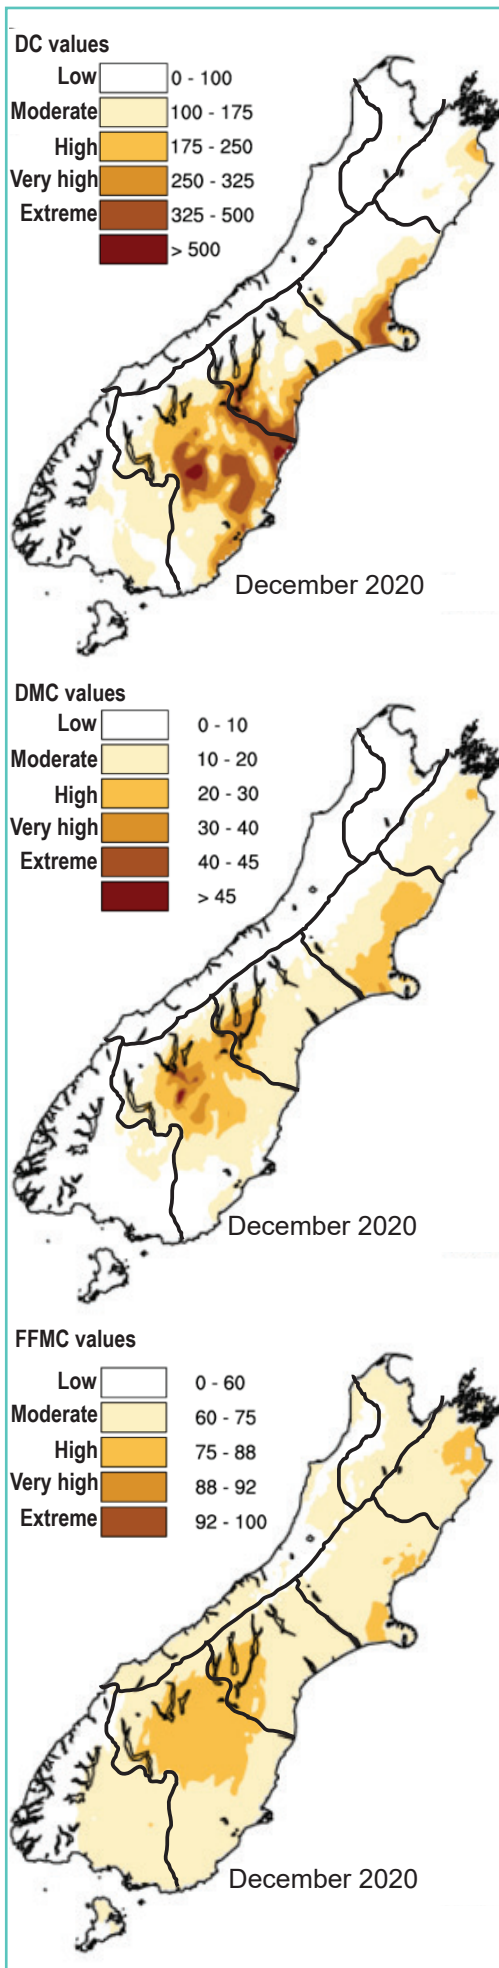 DC values
Low 0 - 100
Moderate 100 - 175
High 175 - 250
Very high 250 - 325
Extreme 325 - 500
> 500
December 2020
DMC values
Low 0 - 10
Moderate 10 - 20
High 20 - 30
Very high 30 - 40
Extreme 40 - 45
> 45
December 2020
FFMC values
Low 0 - 60
Moderate 60 - 75
High 75 - 88
Very high 88 - 92
Extreme 92 - 100
December 2020